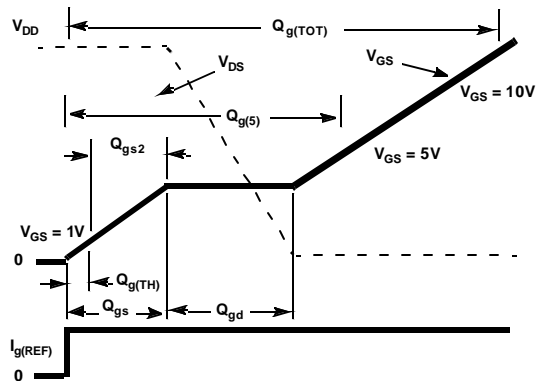 V_DD
Q_g(TOT)
V_DS
V_GS
Q_g(5)
V_GS = 10V
Q_gs2
V_GS = 5V
V_GS = 1V
0
Q_g(TH)
Q_gs
Q_gd
I_g(REF)
0